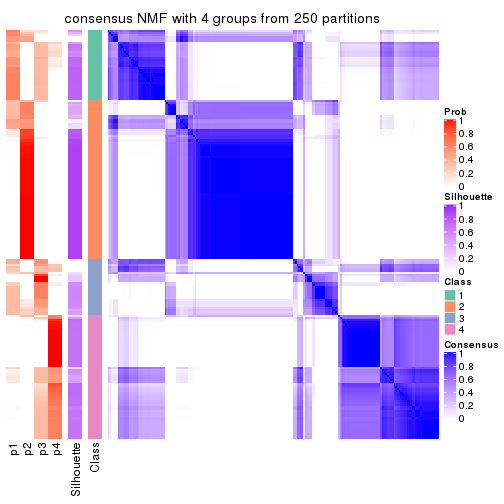 consensus NMF with 4 groups from 250 partitions
Prob
1
0.8
0.6
0.4
0.2
0
Silhouette
1
0.8
0.6
0.4
0.2
0
Class
1
2
3
4
Consensus
1
0.8
0.6
0.4
0.2
0
p1
p2
p3
p4
Silhouette
Class